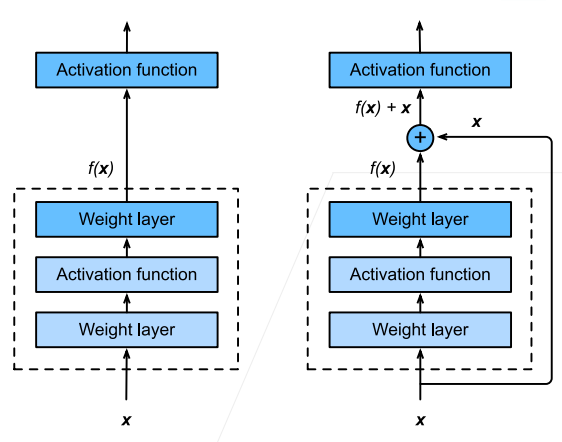 Activation function
f(x)
Weight layer
Activation function
Weight layer
x
Activation function
f(x) + x
x
+
f(x)
Weight layer
Activation function
Weight layer
x